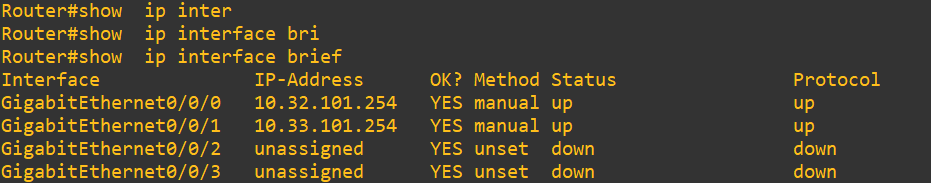 Router#show  ip inter
Router#show  ip interface bri
Router#show  ip interface brief
Interface              IP-Address      OK? Method Status                Protocol
GigabitEthernet0/0/0   10.32.101.254   YES manual up                    up
GigabitEthernet0/0/1   10.33.101.254   YES manual up                    up
GigabitEthernet0/0/2   unassigned      YES unset  down                  down
GigabitEthernet0/0/3   unassigned      YES unset  down                  down